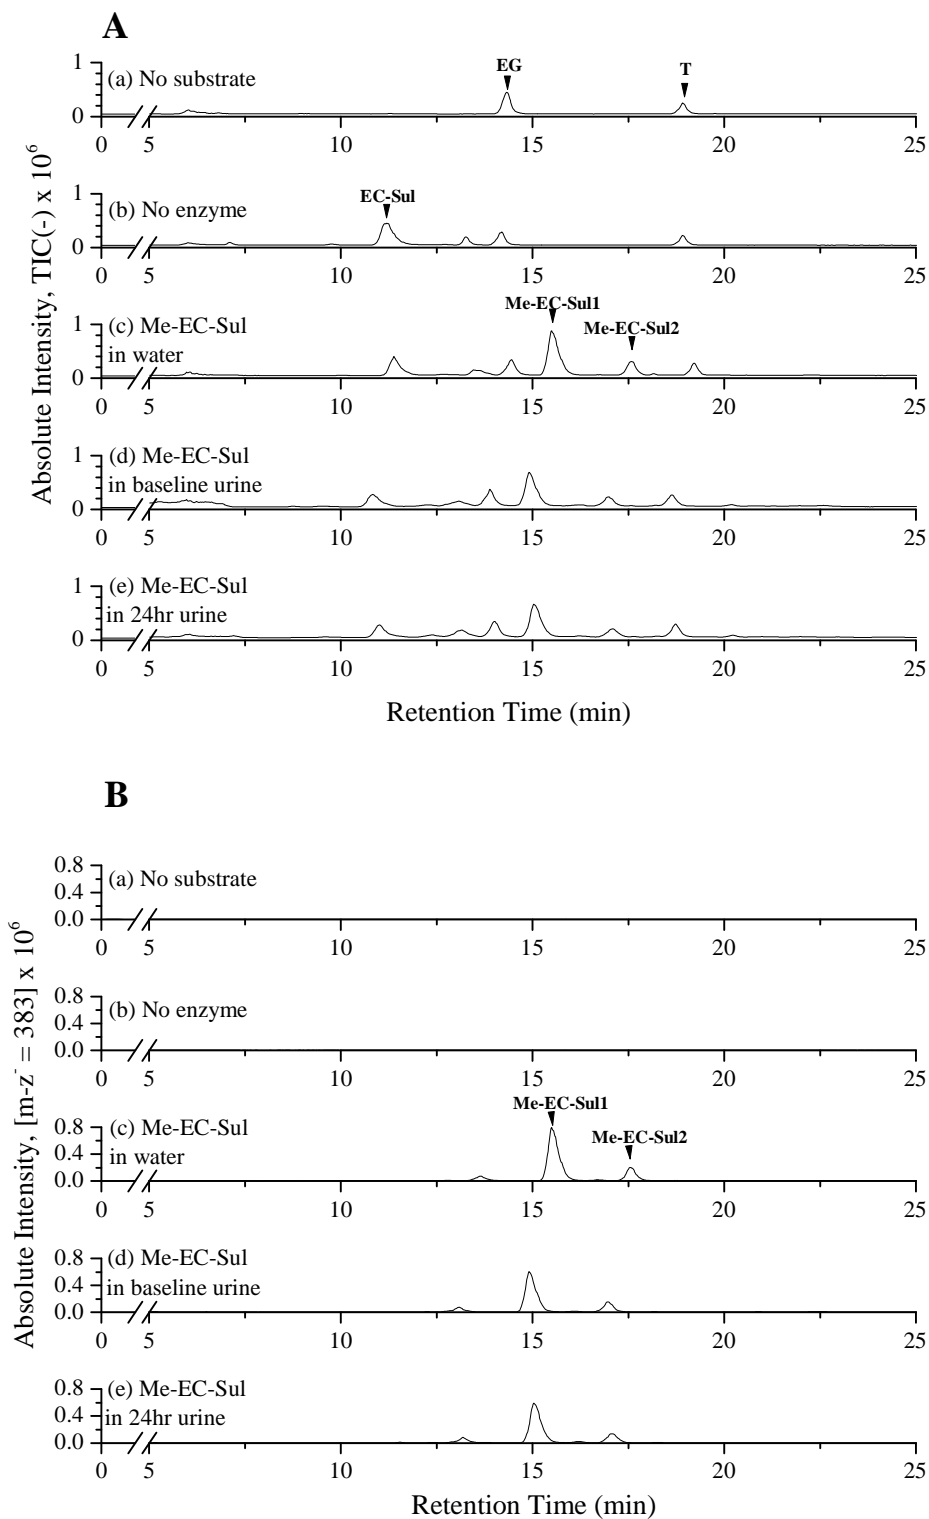 A
(a) No substrate
EG
T
1
0
0 5 10 15 20 25
(b) No enzyme
EC-Sul
1
0
0 5 10 15 20 25
(c) Me-EC-Sul
in water
Me-EC-Sul1
Me-EC-Sul2
1
0
0 5 10 15 20 25
(d) Me-EC-Sul
in baseline urine
1
0
0 5 10 15 20 25
(e) Me-EC-Sul
in 24hr urine
1
0
0 5 10 15 20 25
Absolute Intensity, TIC(-) x 10⁶
Retention Time (min)
B
(a) No substrate
0.8
0.4
0.0
0 5 10 15 20 25
(b) No enzyme
0.8
0.4
0.0
0 5 10 15 20 25
(c) Me-EC-Sul
in water
Me-EC-Sul1
Me-EC-Sul2
0.8
0.4
0.0
0 5 10 15 20 25
(d) Me-EC-Sul
in baseline urine
0.8
0.4
0.0
0 5 10 15 20 25
(e) Me-EC-Sul
in 24hr urine
0.8
0.4
0.0
0 5 10 15 20 25
Absolute Intensity, [m-z⁻ = 383] x 10⁶
Retention Time (min)